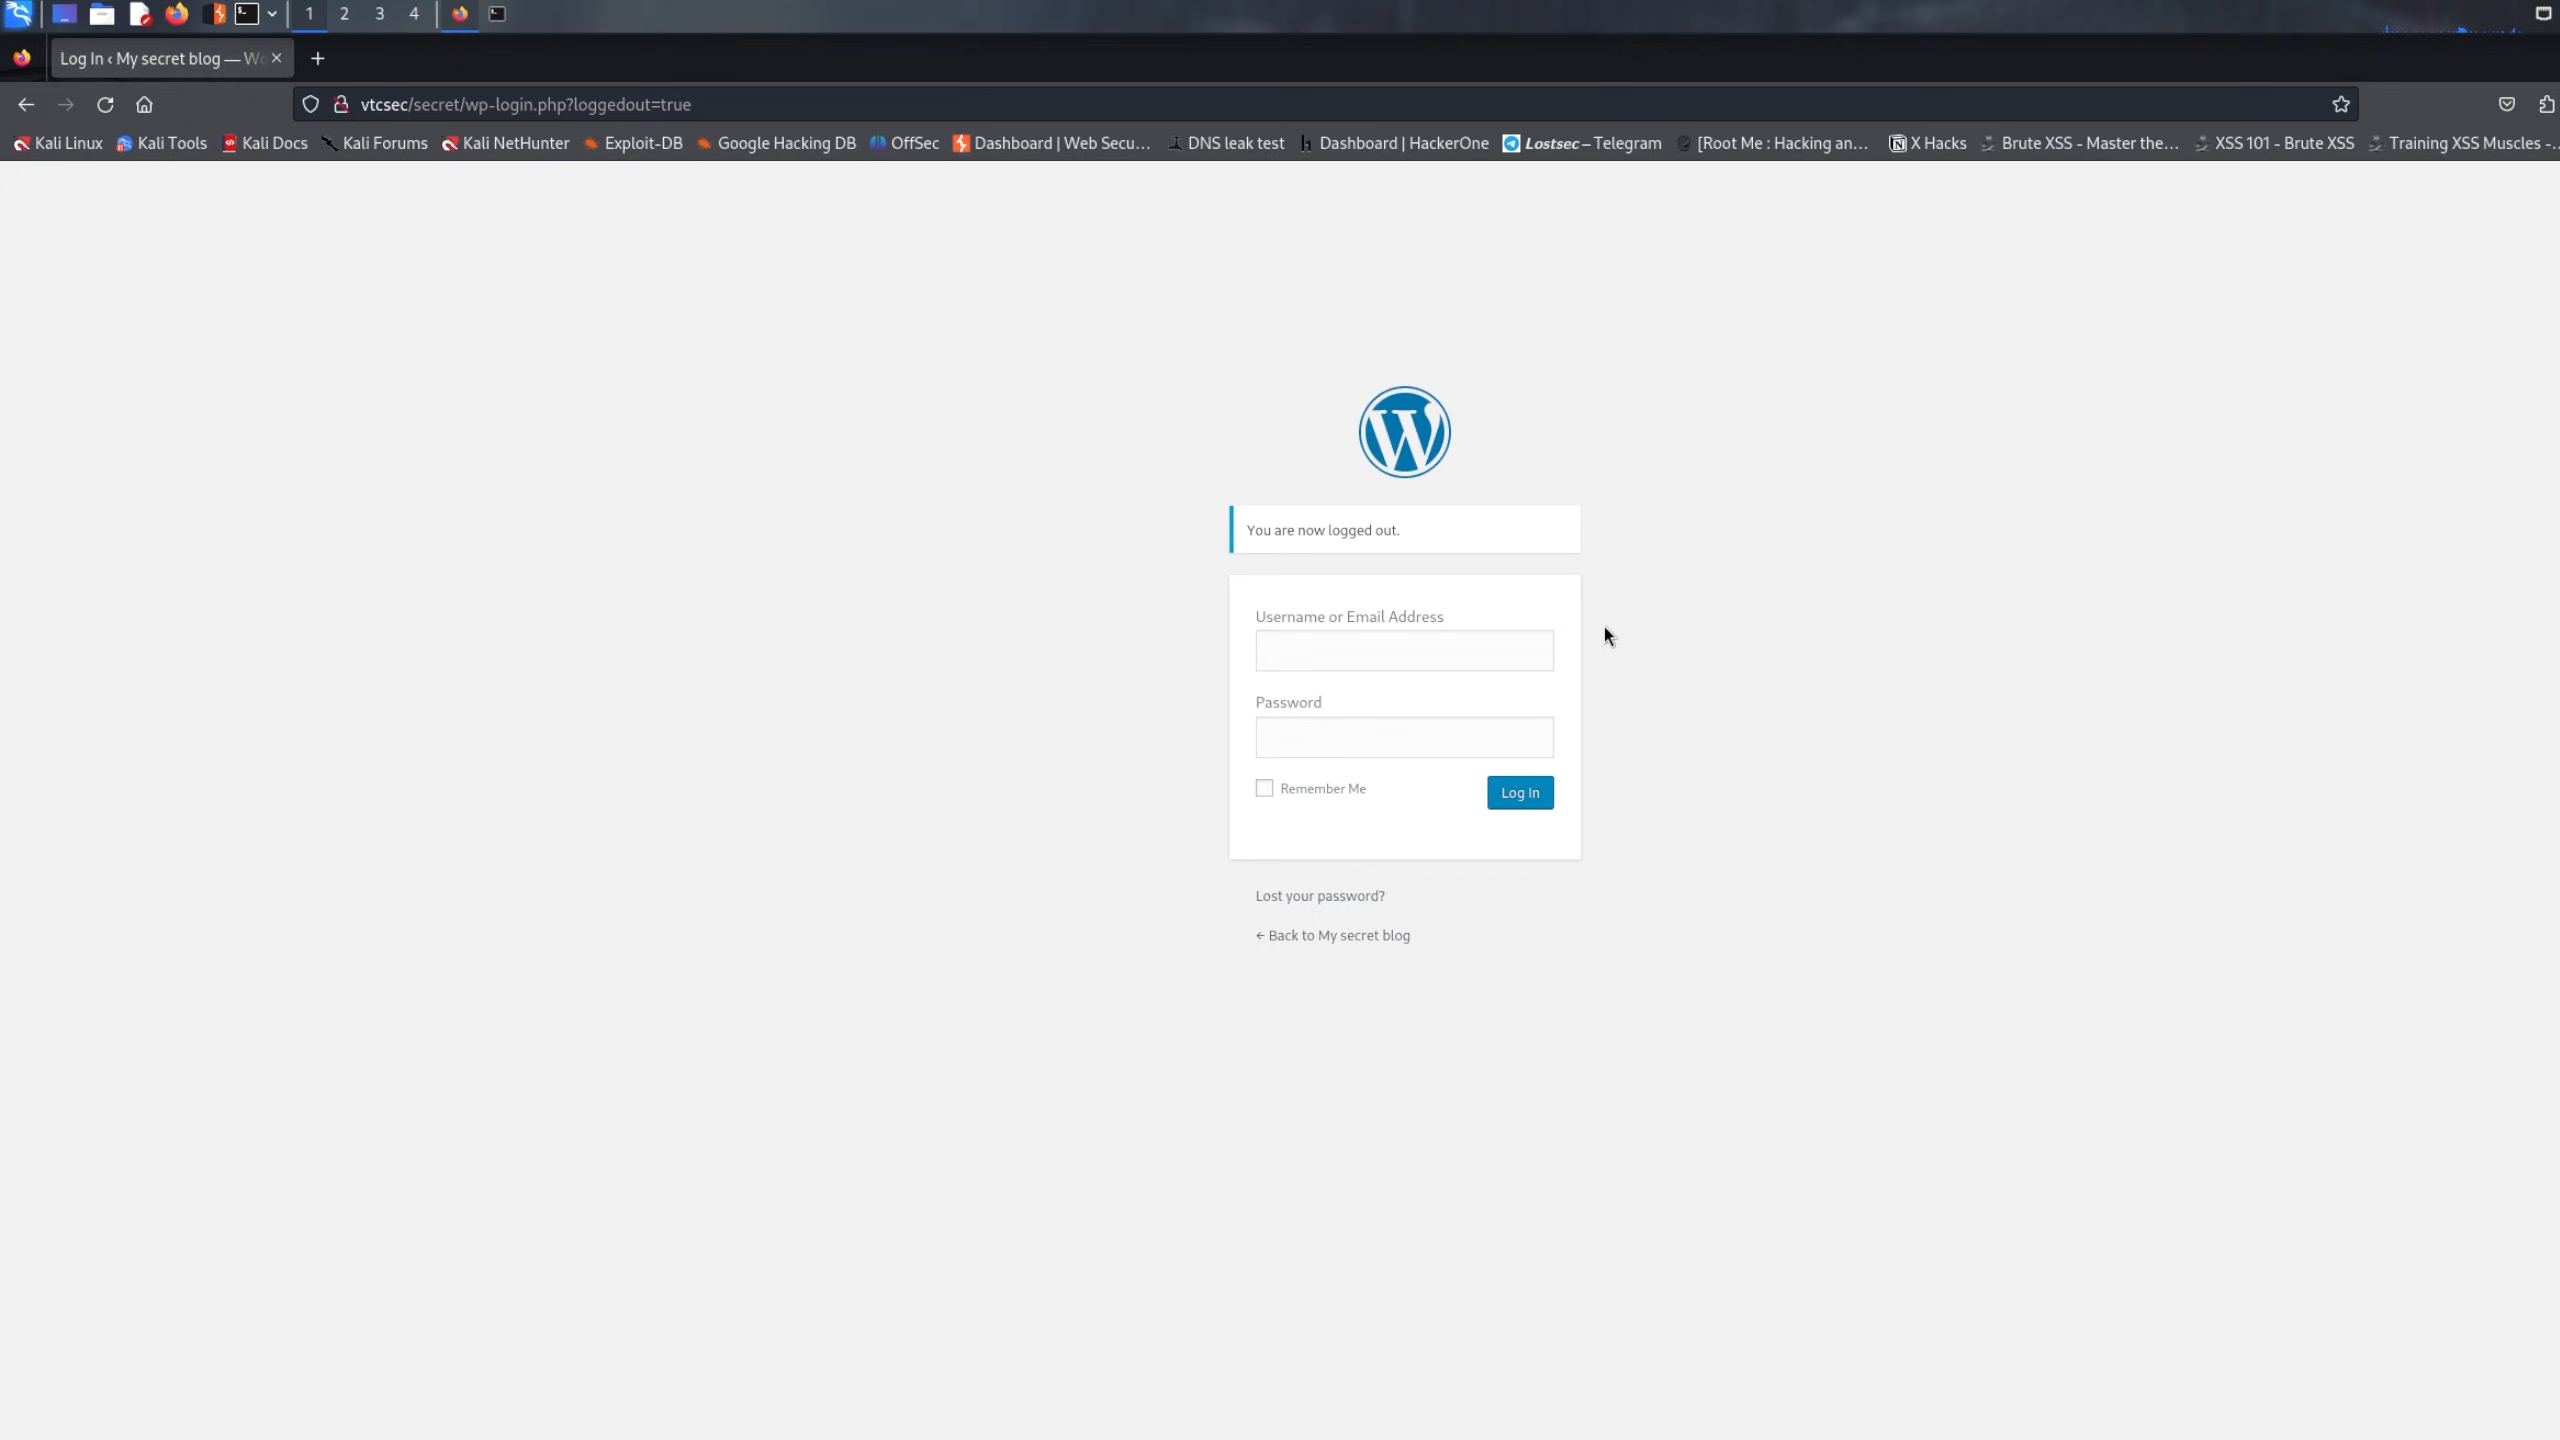 1 2 3 4
Log In ‹ My secret blog — Wo
vtcsec/secret/wp-login.php?loggedout=true
Kali Linux Kali Tools Kali Docs Kali Forums Kali NetHunter Exploit-DB Google Hacking DB OffSec Dashboard | Web Secu... DNS leak test Dashboard | HackerOne Lostsec – Telegram [Root Me : Hacking an... X Hacks Brute XSS - Master the... XSS 101 - Brute XSS Training XSS Muscles -...
You are now logged out.
Username or Email Address
Password
Remember Me
Log In
Lost your password?
← Back to My secret blog